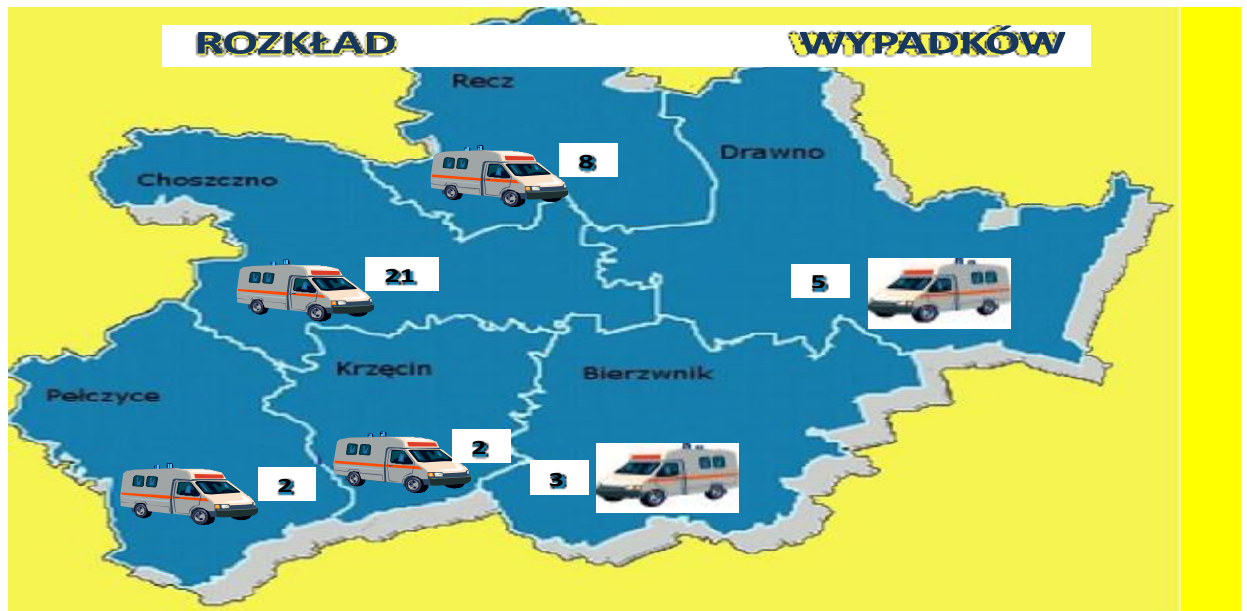 ROZKŁAD WYPADKÓW
Recz
8
Drawno
Choszczno
21
5
Krzęcin
Bierzwnik
Pełczyce
2
3
2